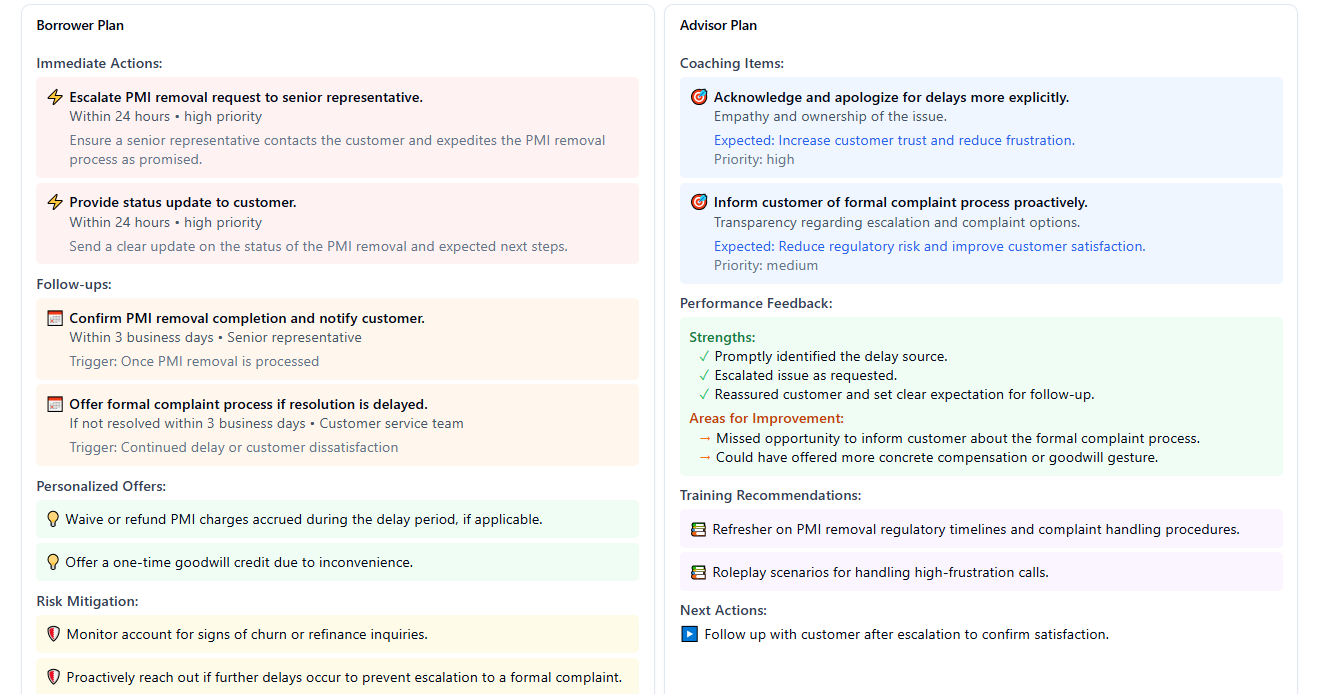 Borrower Plan
Immediate Actions:
Escalate PMI removal request to senior representative.
Within 24 hours • high priority
Ensure a senior representative contacts the customer and expedites the PMI removal
process as promised.
Provide status update to customer.
Within 24 hours • high priority
Send a clear update on the status of the PMI removal and expected next steps.
Follow-ups:
Confirm PMI removal completion and notify customer.
Within 3 business days • Senior representative
Trigger: Once PMI removal is processed
Offer formal complaint process if resolution is delayed.
If not resolved within 3 business days • Customer service team
Trigger: Continued delay or customer dissatisfaction
Personalized Offers:
Waive or refund PMI charges accrued during the delay period, if applicable.
Offer a one-time goodwill credit due to inconvenience.
Risk Mitigation:
Monitor account for signs of churn or refinance inquiries.
Proactively reach out if further delays occur to prevent escalation to a formal complaint.
Advisor Plan
Coaching Items:
Acknowledge and apologize for delays more explicitly.
Empathy and ownership of the issue.
Expected: Increase customer trust and reduce frustration.
Priority: high
Inform customer of formal complaint process proactively.
Transparency regarding escalation and complaint options.
Expected: Reduce regulatory risk and improve customer satisfaction.
Priority: medium
Performance Feedback:
Strengths:
✓ Promptly identified the delay source.
✓ Escalated issue as requested.
✓ Reassured customer and set clear expectation for follow-up.
Areas for Improvement:
→ Missed opportunity to inform customer about the formal complaint process.
→ Could have offered more concrete compensation or goodwill gesture.
Training Recommendations:
Refresher on PMI removal regulatory timelines and complaint handling procedures.
Roleplay scenarios for handling high-frustration calls.
Next Actions:
Follow up with customer after escalation to confirm satisfaction.